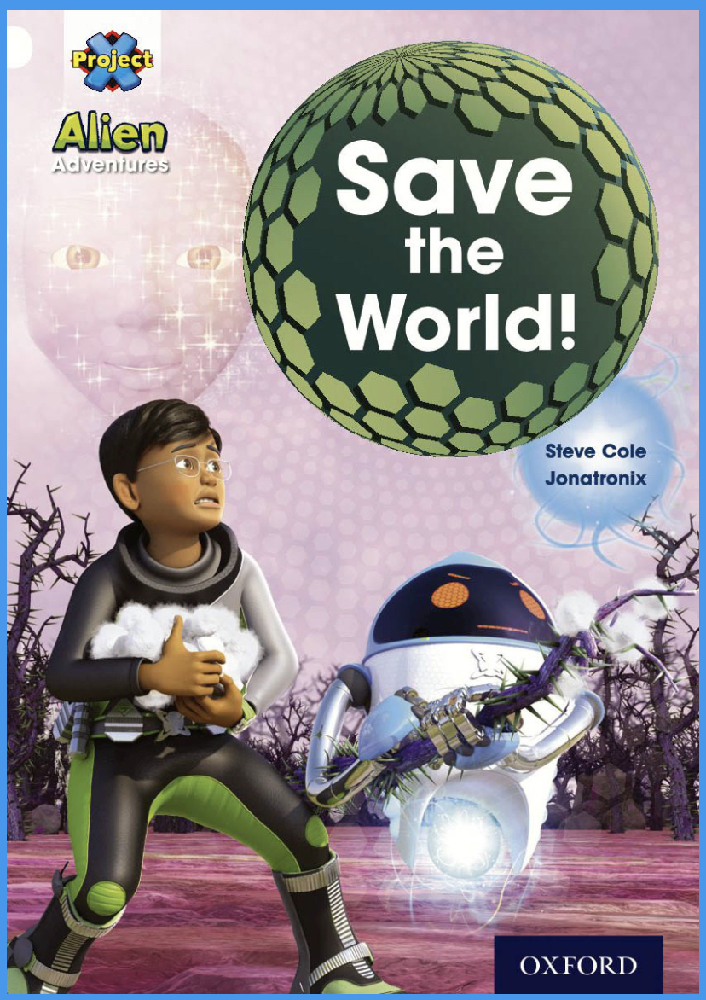 Project
X
Alien
Adventures
Save
the
World!
Steve Cole
Jonatronix
OXFORD